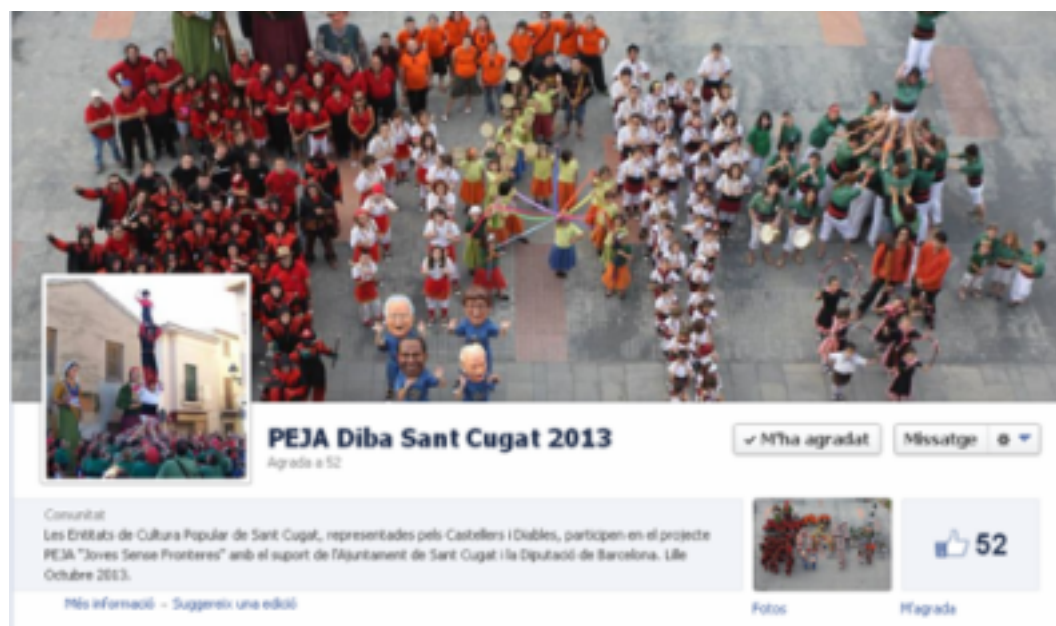 PEJA Diba Sant Cugat 2013
Agrada a 52
✓ M'ha agradat
Missatge
Comunitat
Les Entitats de Cultura Popular de Sant Cugat, representades pels Castellers i Diables, participen en el projecte
PEJA "Joves Sense Fronteres" amb el suport de l'Ajuntament de Sant Cugat i la Diputació de Barcelona. Lille
Octubre 2013.
52
Més informació - Suggereix una edició
Fotos
M'agrada